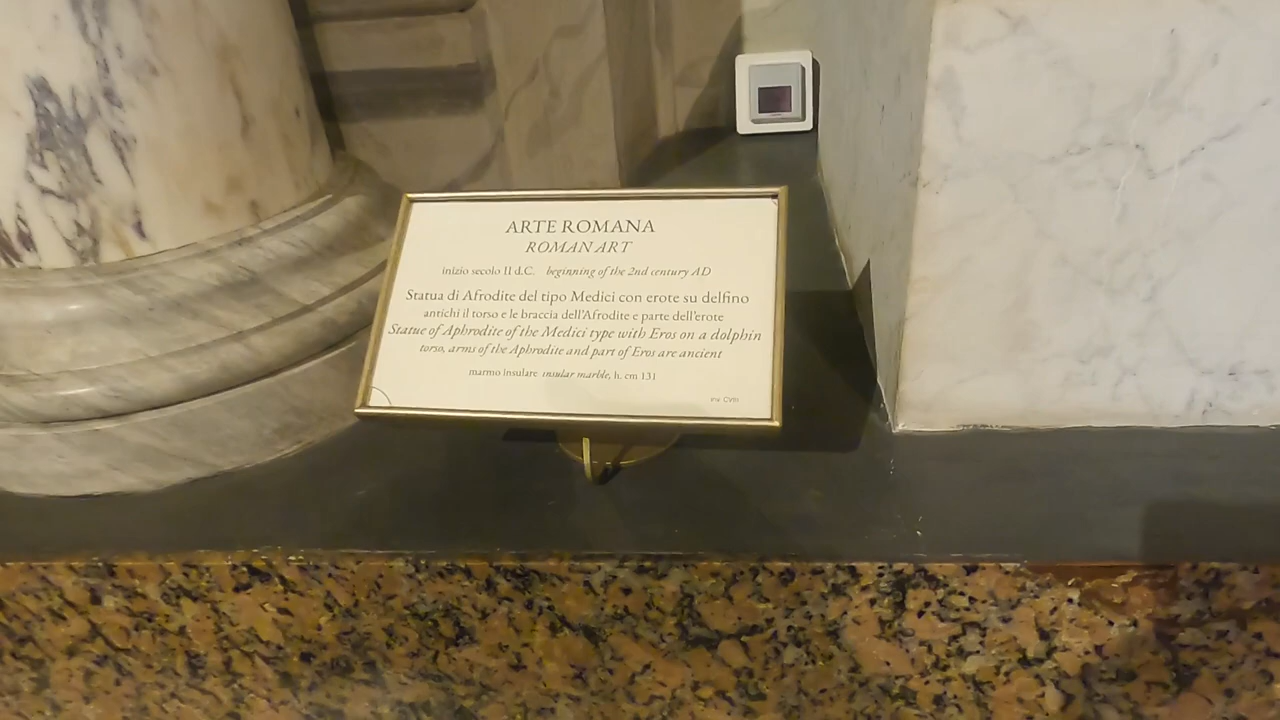 ARTE ROMANA
ROMAN ART
inizio secolo II d.C. beginning of the 2nd century AD
Statua di Afrodite del tipo Medici con erote su delfino
antichi il torso e le braccia dell'Afrodite e parte dell'erote
Statue of Aphrodite of the Medici type with Eros on a dolphin
torso, arms of the Aphrodite and part of Eros are ancient
marmo insulare insular marble, h. cm 131
inv. CVIII